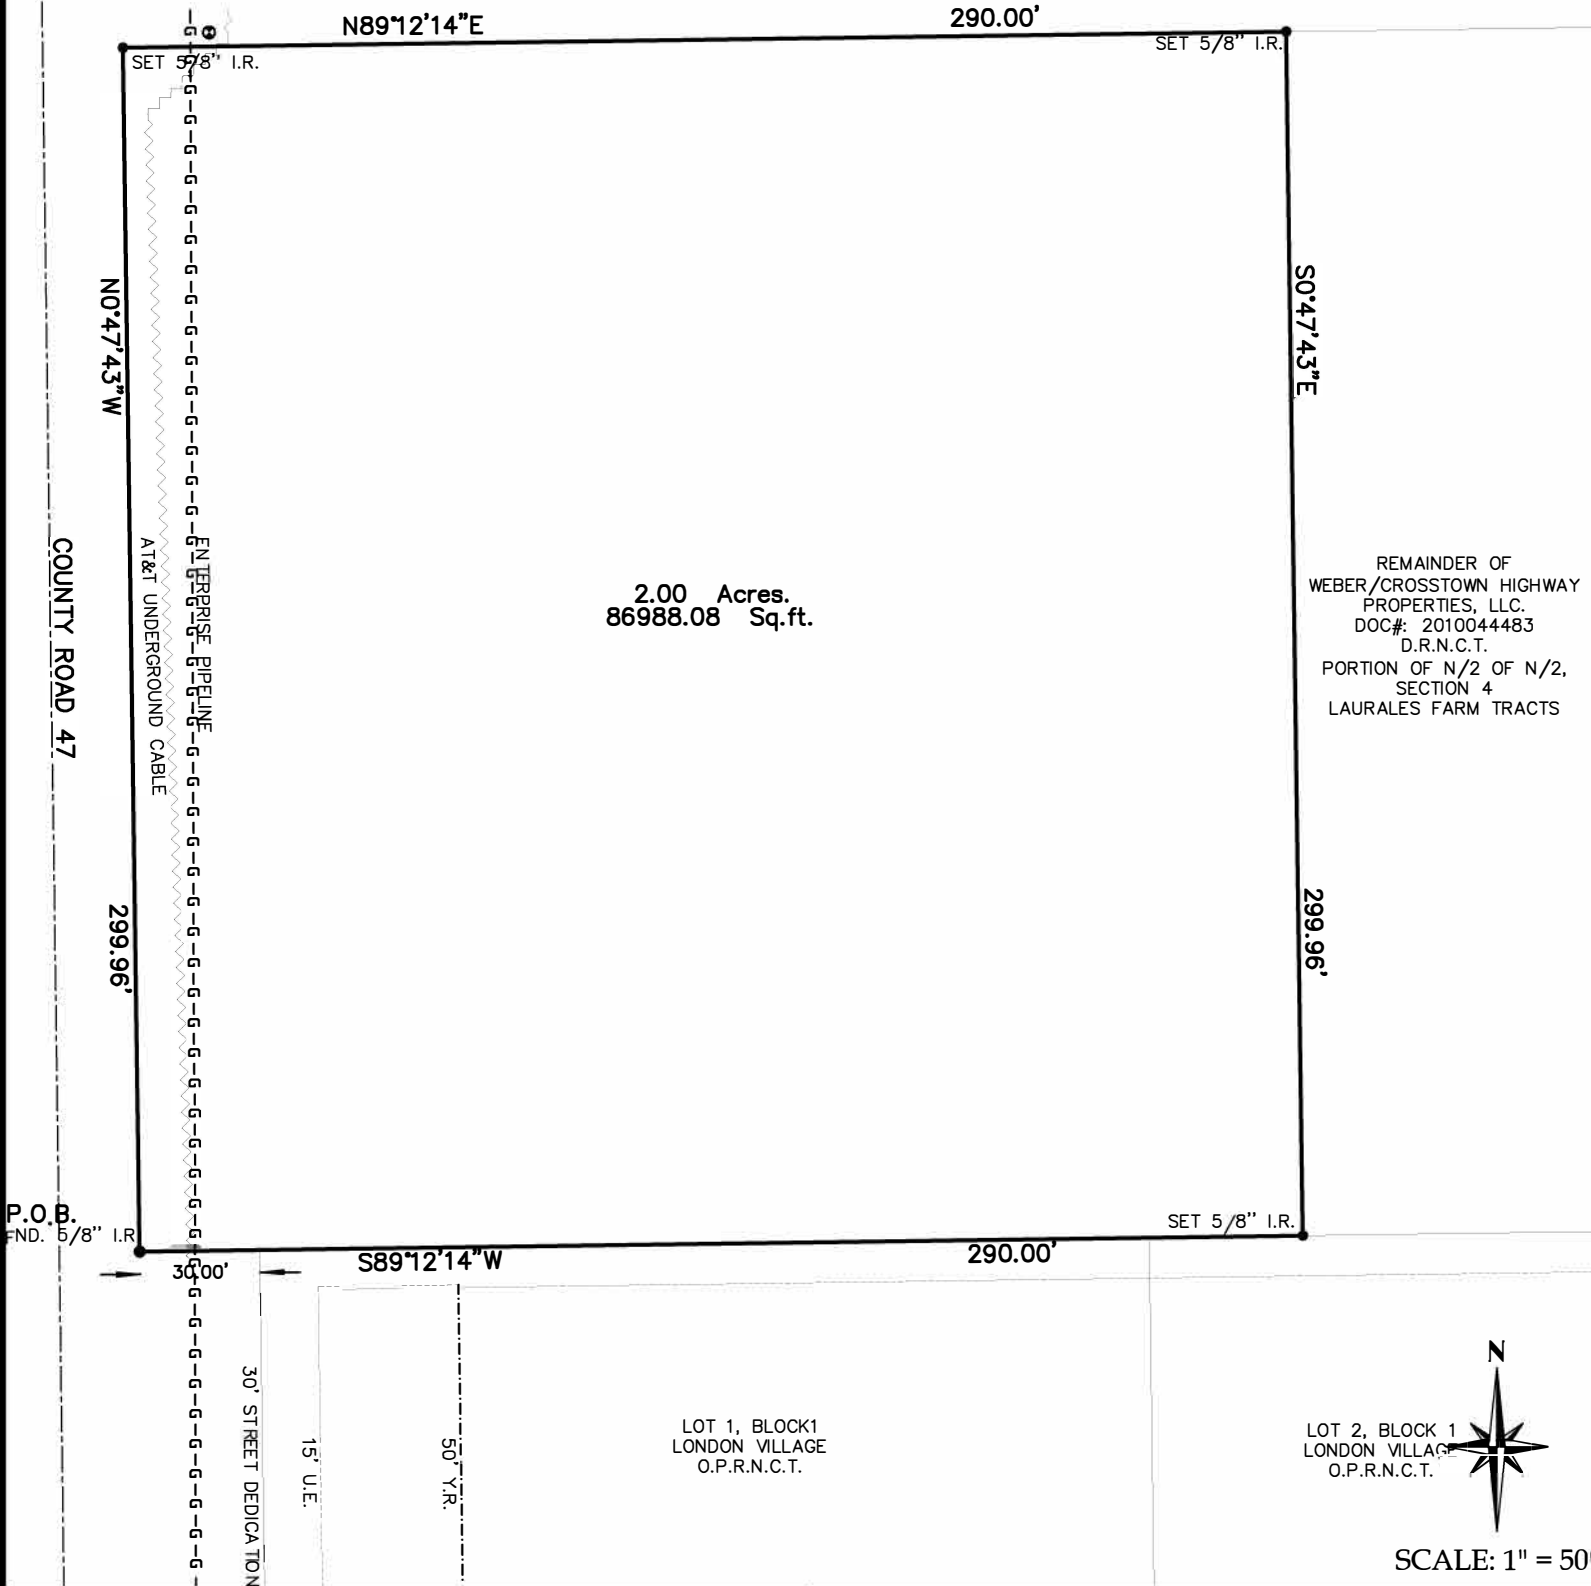 N89°12'14"E
290.00'
SET 5/8" I.R.
SET 5/8" I.R.
N0°47'43"W
S0°47'43"E
COUNTY ROAD 47
AT&T UNDERGROUND CABLE
ENTERPRISE PIPELINE
2.00 Acres.
86988.08 Sq.ft.
REMAINDER OF
WEBER/CROSSTOWN HIGHWAY
PROPERTIES, LLC.
DOC#: 2010044483
D.R.N.C.T.
PORTION OF N/2 OF N/2,
SECTION 4
LAURALES FARM TRACTS
299.96'
299.96'
P.O.B.
FND. 5/8" I.R.
SET 5/8" I.R.
S89°12'14"W
290.00'
30.00'
30' STREET DEDICATION
15' U.E.
50' Y.R.
LOT 1, BLOCK1
LONDON VILLAGE
O.P.R.N.C.T.
LOT 2, BLOCK 1
LONDON VILLAGE
O.P.R.N.C.T.
N
SCALE: 1" = 50'